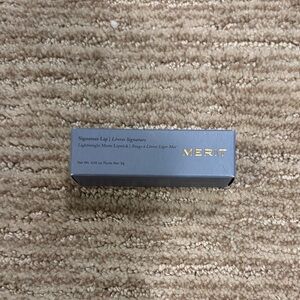 Signature Lip | Lèvres Signature
Lightweight Matte Lipstick | Rouge à Lèvres Léger Mat
MERIT